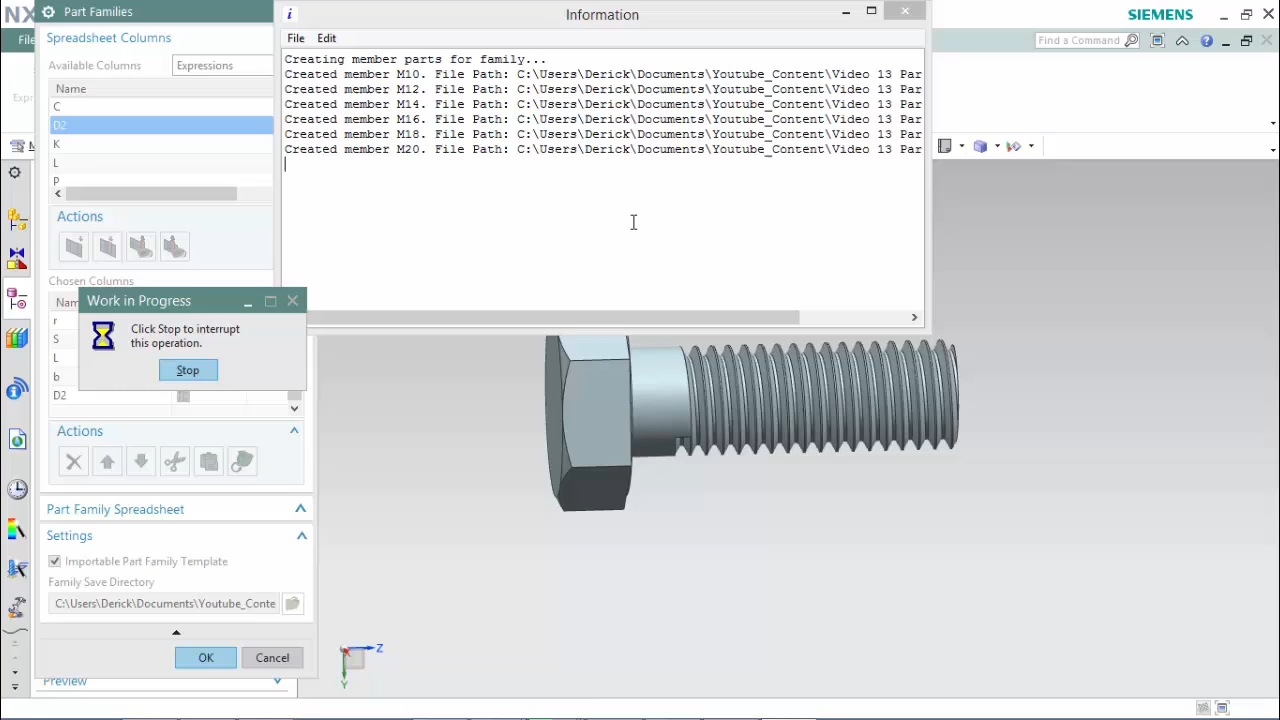 NX
Part Families
Information
SIEMENS
File
Edit
Find a Command
Spreadsheet Columns
Available Columns
Expressions
Name
C
D2
K
L
P
Creating member parts for family...
Created member M10. File Path: C:\Users\Derick\Documents\Youtube_Content\Video 13 Par
Created member M12. File Path: C:\Users\Derick\Documents\Youtube_Content\Video 13 Par
Created member M14. File Path: C:\Users\Derick\Documents\Youtube_Content\Video 13 Par
Created member M16. File Path: C:\Users\Derick\Documents\Youtube_Content\Video 13 Par
Created member M18. File Path: C:\Users\Derick\Documents\Youtube_Content\Video 13 Par
Created member M20. File Path: C:\Users\Derick\Documents\Youtube_Content\Video 13 Par
Actions
Chosen Columns
Nam
r
S
L
b
D2
Work in Progress
Click Stop to interrupt
this operation.
Stop
Actions
Part Family Spreadsheet
Settings
Importable Part Family Template
Family Save Directory
C:\Users\Derick\Documents\Youtube_Conte
OK
Cancel
Preview
Z
Y